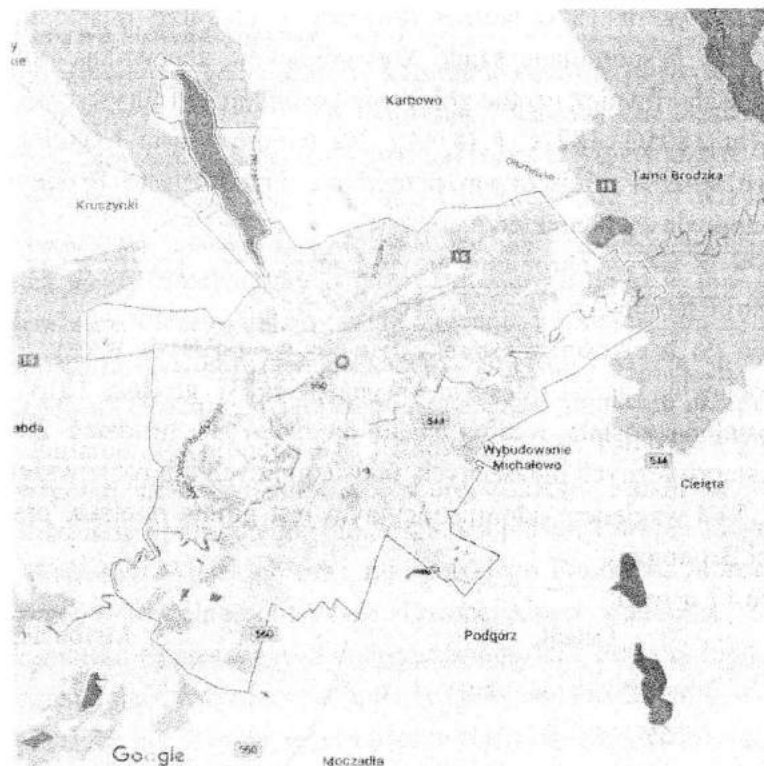 Karbowo
15
Tama Brodzka
Kruszynki
15
15
560
544
Wybudowanie
Michałowo
544
Cielęta
560
Podgórz
Google
560
Moczadła